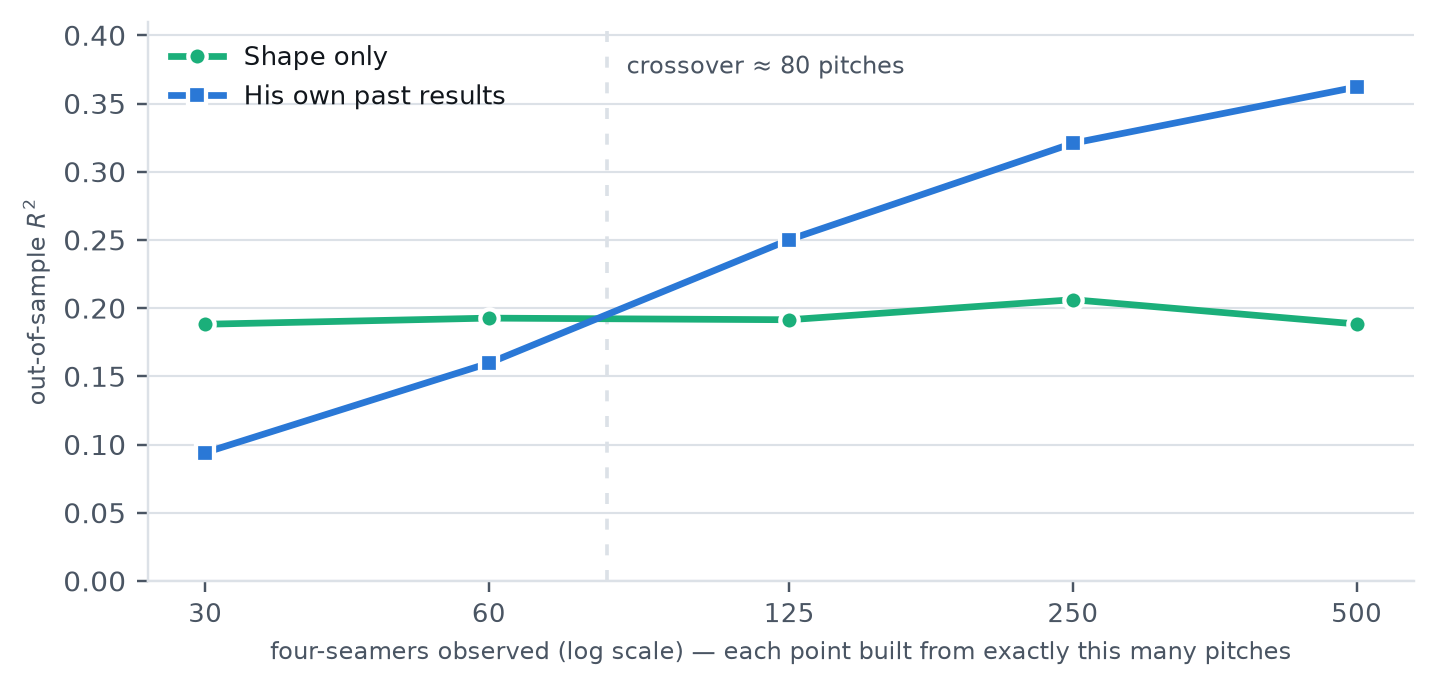 0.40
0.35
0.30
0.25
0.20
0.15
0.10
0.05
0.00
out-of-sample R²
Shape only
His own past results
crossover ≈ 80 pitches
30 60 125 250 500
four-seamers observed (log scale) — each point built from exactly this many pitches